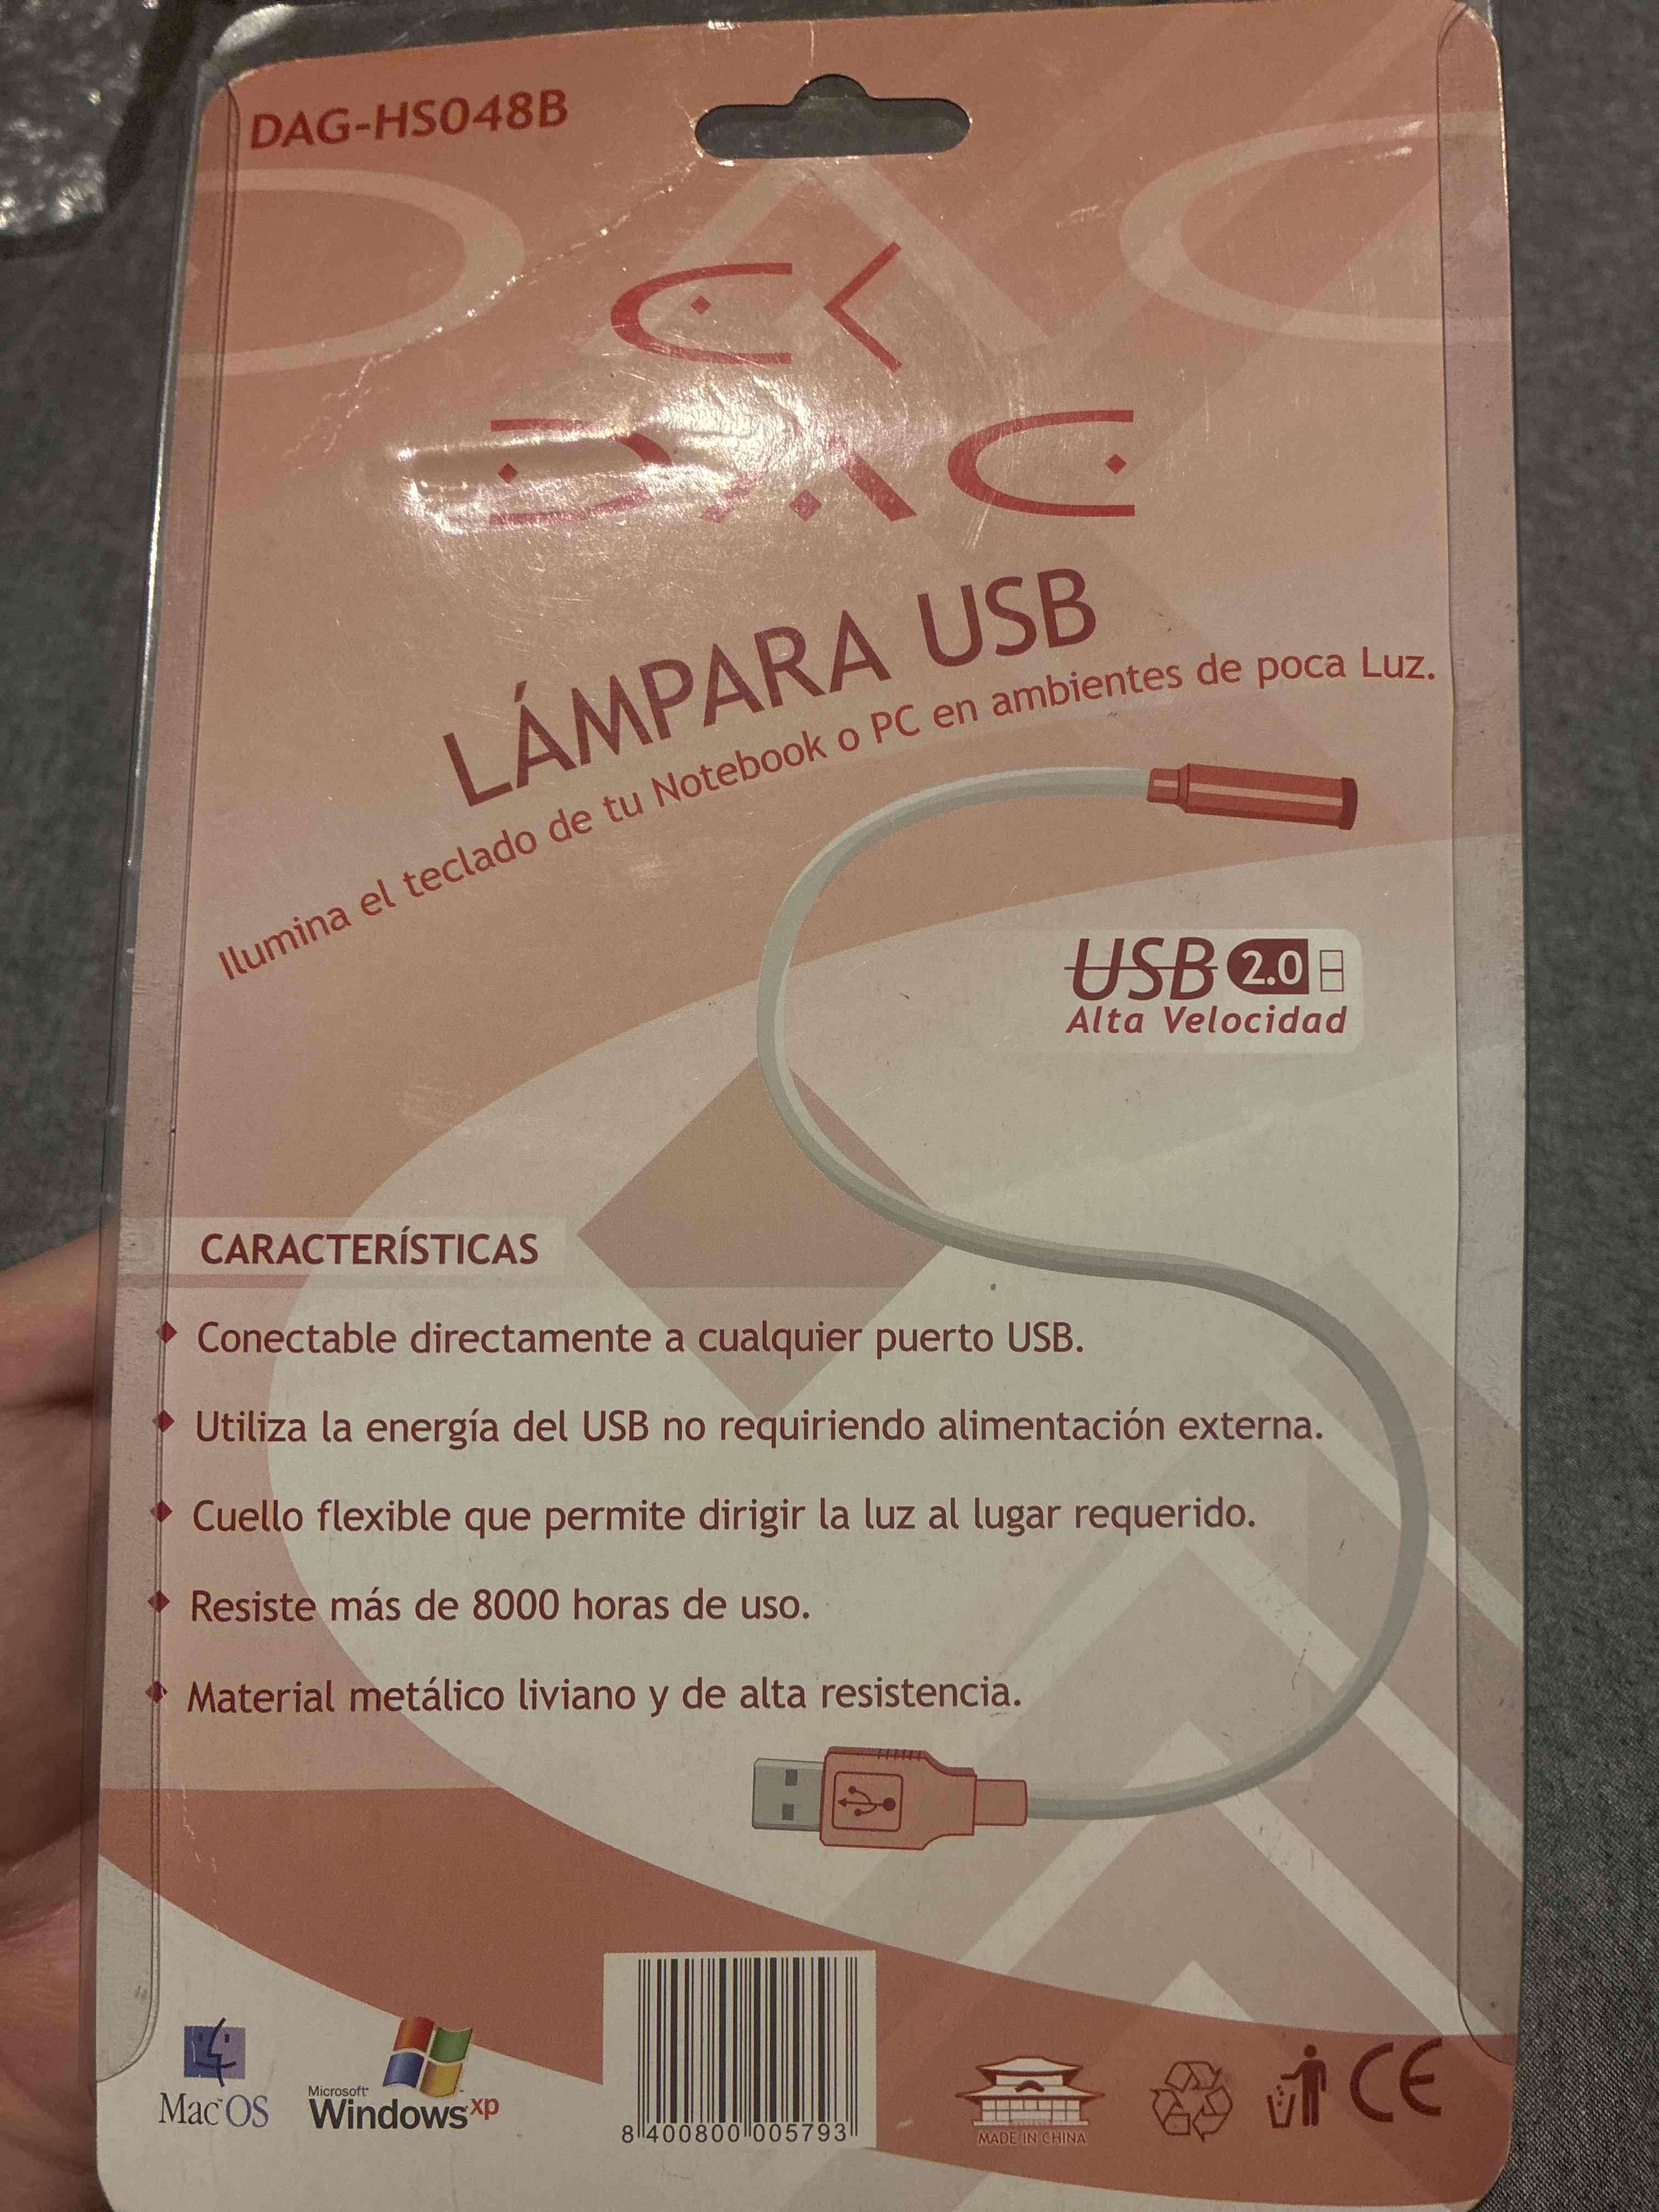 DAG-HS048B
LÁMPARA USB
Ilumina el teclado de tu Notebook o PC en ambientes de poca Luz.
USB 2.0
Alta Velocidad
CARACTERÍSTICAS
Conectable directamente a cualquier puerto USB.
Utiliza la energía del USB no requiriendo alimentación externa.
Cuello flexible que permite dirigir la luz al lugar requerido.
Resiste más de 8000 horas de uso.
Material metálico liviano y de alta resistencia.
Mac OS
Microsoft
Windows xp
8 400800 005793
MADE IN CHINA
CE